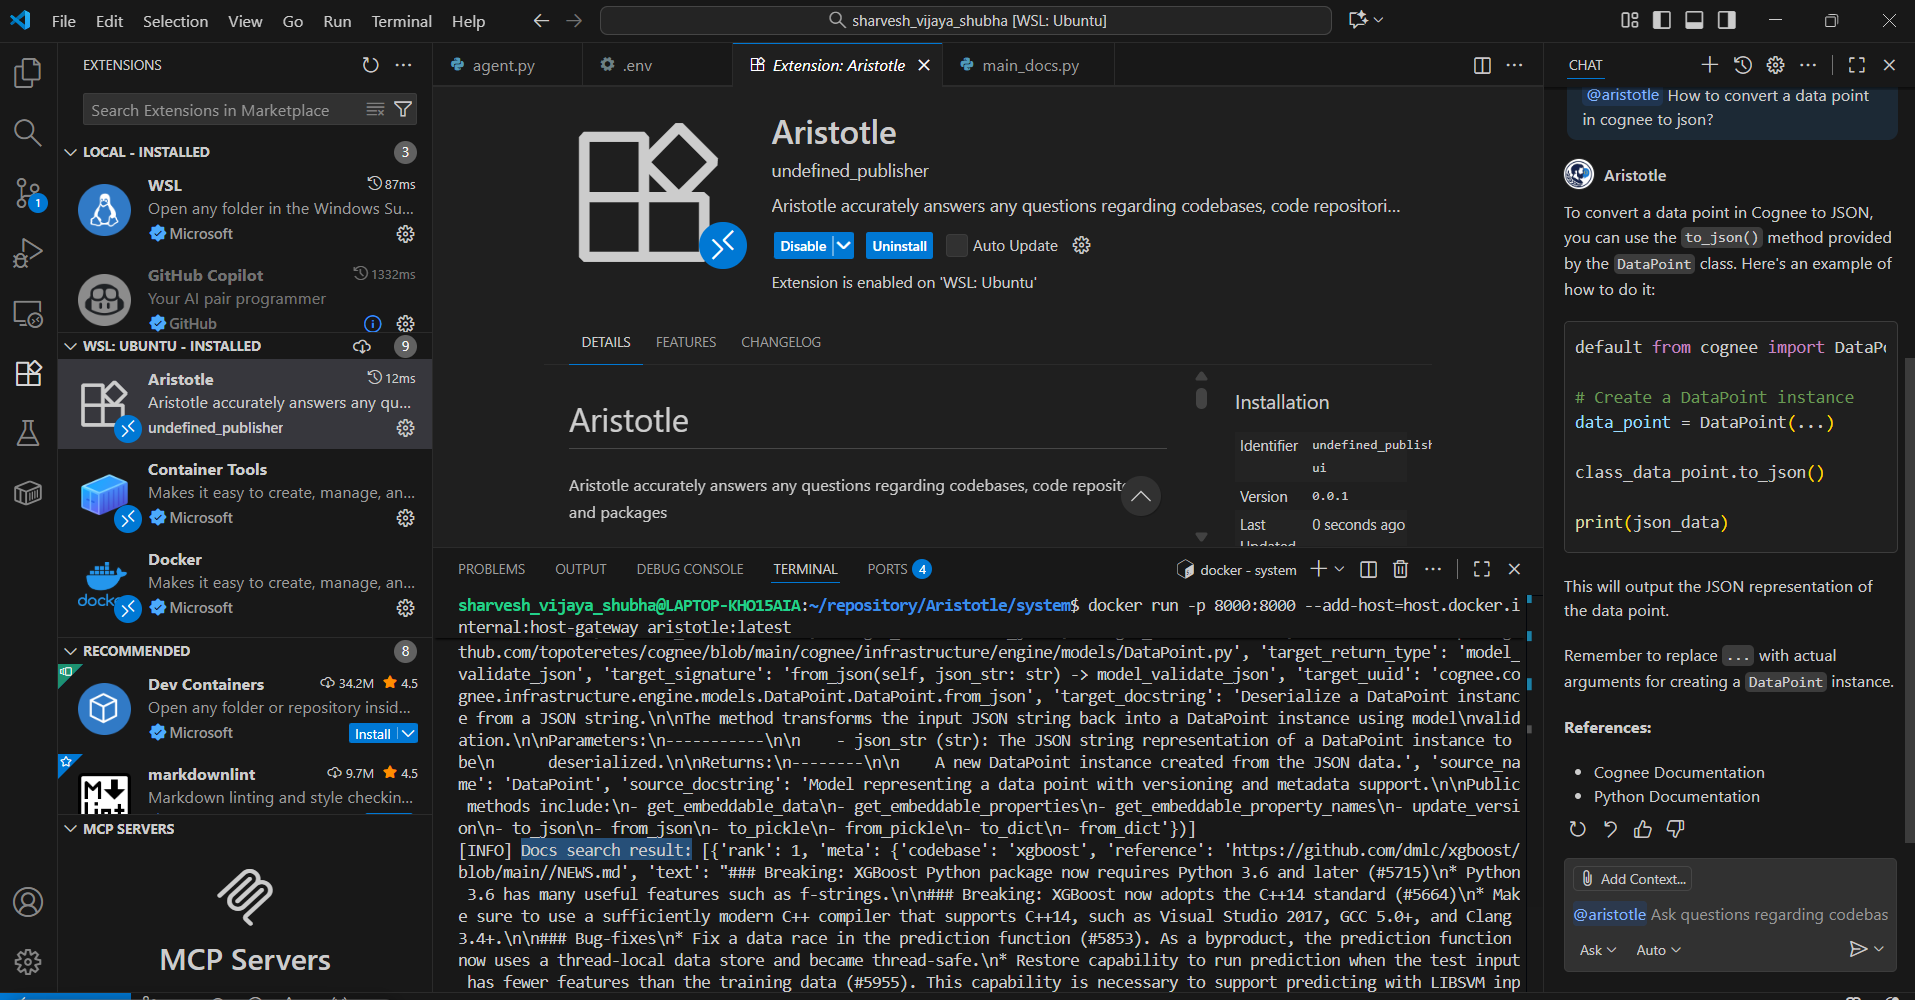 File Edit Selection View Go Run Terminal Help
sharvesh_vijaya_shubha [WSL: Ubuntu]
EXTENSIONS
Search Extensions in Marketplace
LOCAL - INSTALLED 3
WSL 87ms
Open any folder in the Windows Su...
Microsoft
GitHub Copilot 1332ms
Your AI pair programmer
GitHub
WSL: UBUNTU - INSTALLED 9
Aristotle 12ms
Aristotle accurately answers any qu...
undefined_publisher
Container Tools
Makes it easy to create, manage, an...
Microsoft
Docker
Makes it easy to create, manage, an...
Microsoft
RECOMMENDED 8
Dev Containers 34.2M 4.5
Open any folder or repository insid...
Microsoft Install
markdownlint 9.7M 4.5
Markdown linting and style checkin...
MCP SERVERS
MCP Servers
1
agent.py .env Extension: Aristotle main_docs.py
Aristotle
undefined_publisher
Aristotle accurately answers any questions regarding codebases, code repositori...
Disable Uninstall Auto Update
Extension is enabled on 'WSL: Ubuntu'
DETAILS FEATURES CHANGELOG
Aristotle
Aristotle accurately answers any questions regarding codebases, code reposit
and packages
Installation
Identifier undefined_publish
ui
Version 0.0.1
Last 0 seconds ago
Updated
PROBLEMS OUTPUT DEBUG CONSOLE TERMINAL PORTS 4 docker - system
sharvesh_vijaya_shubha@LAPTOP-KHO15AIA:~/repository/Aristotle/system$ docker run -p 8000:8000 --add-host=host.docker.i
nternal:host-gateway aristotle:latest
thub.com/topoteretes/cognee/blob/main/cognee/infrastructure/engine/models/DataPoint.py', 'target_return_type': 'model_
validate_json', 'target_signature': 'from_json(self, json_str: str) -> model_validate_json', 'target_uuid': 'cognee.co
gnee.infrastructure.engine.models.DataPoint.DataPoint.from_json', 'target_docstring': 'Deserialize a DataPoint instanc
e from a JSON string.\n\nThe method transforms the input JSON string back into a DataPoint instance using model\nvalid
ation.\n\nParameters:\n-----------\n\n    - json_str (str): The JSON string representation of a DataPoint instance to
be\n      deserialized.\n\nReturns:\n--------\n\n    A new DataPoint instance created from the JSON data.', 'source_na
me': 'DataPoint', 'source_docstring': 'Model representing a data point with versioning and metadata support.\n\nPublic
methods include:\n- get_embeddable_data\n- get_embeddable_properties\n- get_embeddable_property_names\n- update_versi
on\n- to_json\n- from_json\n- to_pickle\n- from_pickle\n- to_dict\n- from_dict'})]
[INFO] Docs search result: [{'rank': 1, 'meta': {'codebase': 'xgboost', 'reference': 'https://github.com/dmlc/xgboost/
blob/main//NEWS.md', 'text': "### Breaking: XGBoost Python package now requires Python 3.6 and later (#5715)\n* Python
3.6 has many useful features such as f-strings.\n\n### Breaking: XGBoost now adopts the C++14 standard (#5664)\n* Mak
e sure to use a sufficiently modern C++ compiler that supports C++14, such as Visual Studio 2017, GCC 5.0+, and Clang
3.4+.\n\n### Bug-fixes\n* Fix a data race in the prediction function (#5853). As a byproduct, the prediction function
now uses a thread-local data store and became thread-safe.\n* Restore capability to run prediction when the test input
has fewer features than the training data (#5955). This capability is necessary to support predicting with LIBSVM inp
CHAT
@aristotle How to convert a data point
in cognee to json?
Aristotle
To convert a data point in Cognee to JSON,
you can use the to_json() method provided
by the DataPoint class. Here's an example of
how to do it:
default from cognee import DataPo
# Create a DataPoint instance
data_point = DataPoint(...)
class_data_point.to_json()
print(json_data)
This will output the JSON representation of
the data point.
Remember to replace ... with actual
arguments for creating a DataPoint instance.
References:
• Cognee Documentation
• Python Documentation
Add Context...
@aristotle Ask questions regarding codebas
Ask Auto